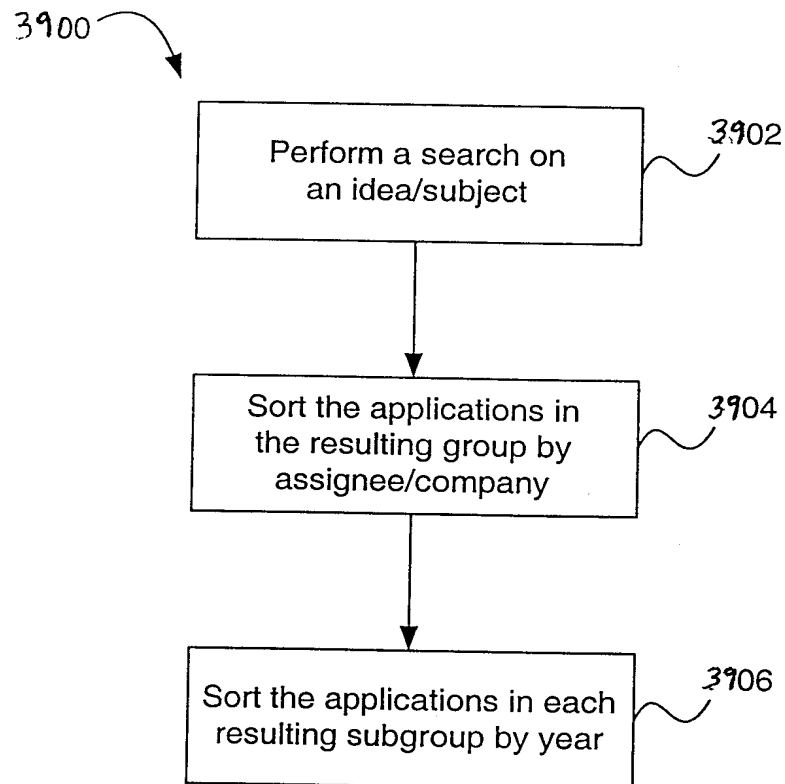 3900
Perform a search on
an idea/subject
3902
Sort the applications in
the resulting group by
assignee/company
3904
Sort the applications in each
resulting subgroup by year
3906